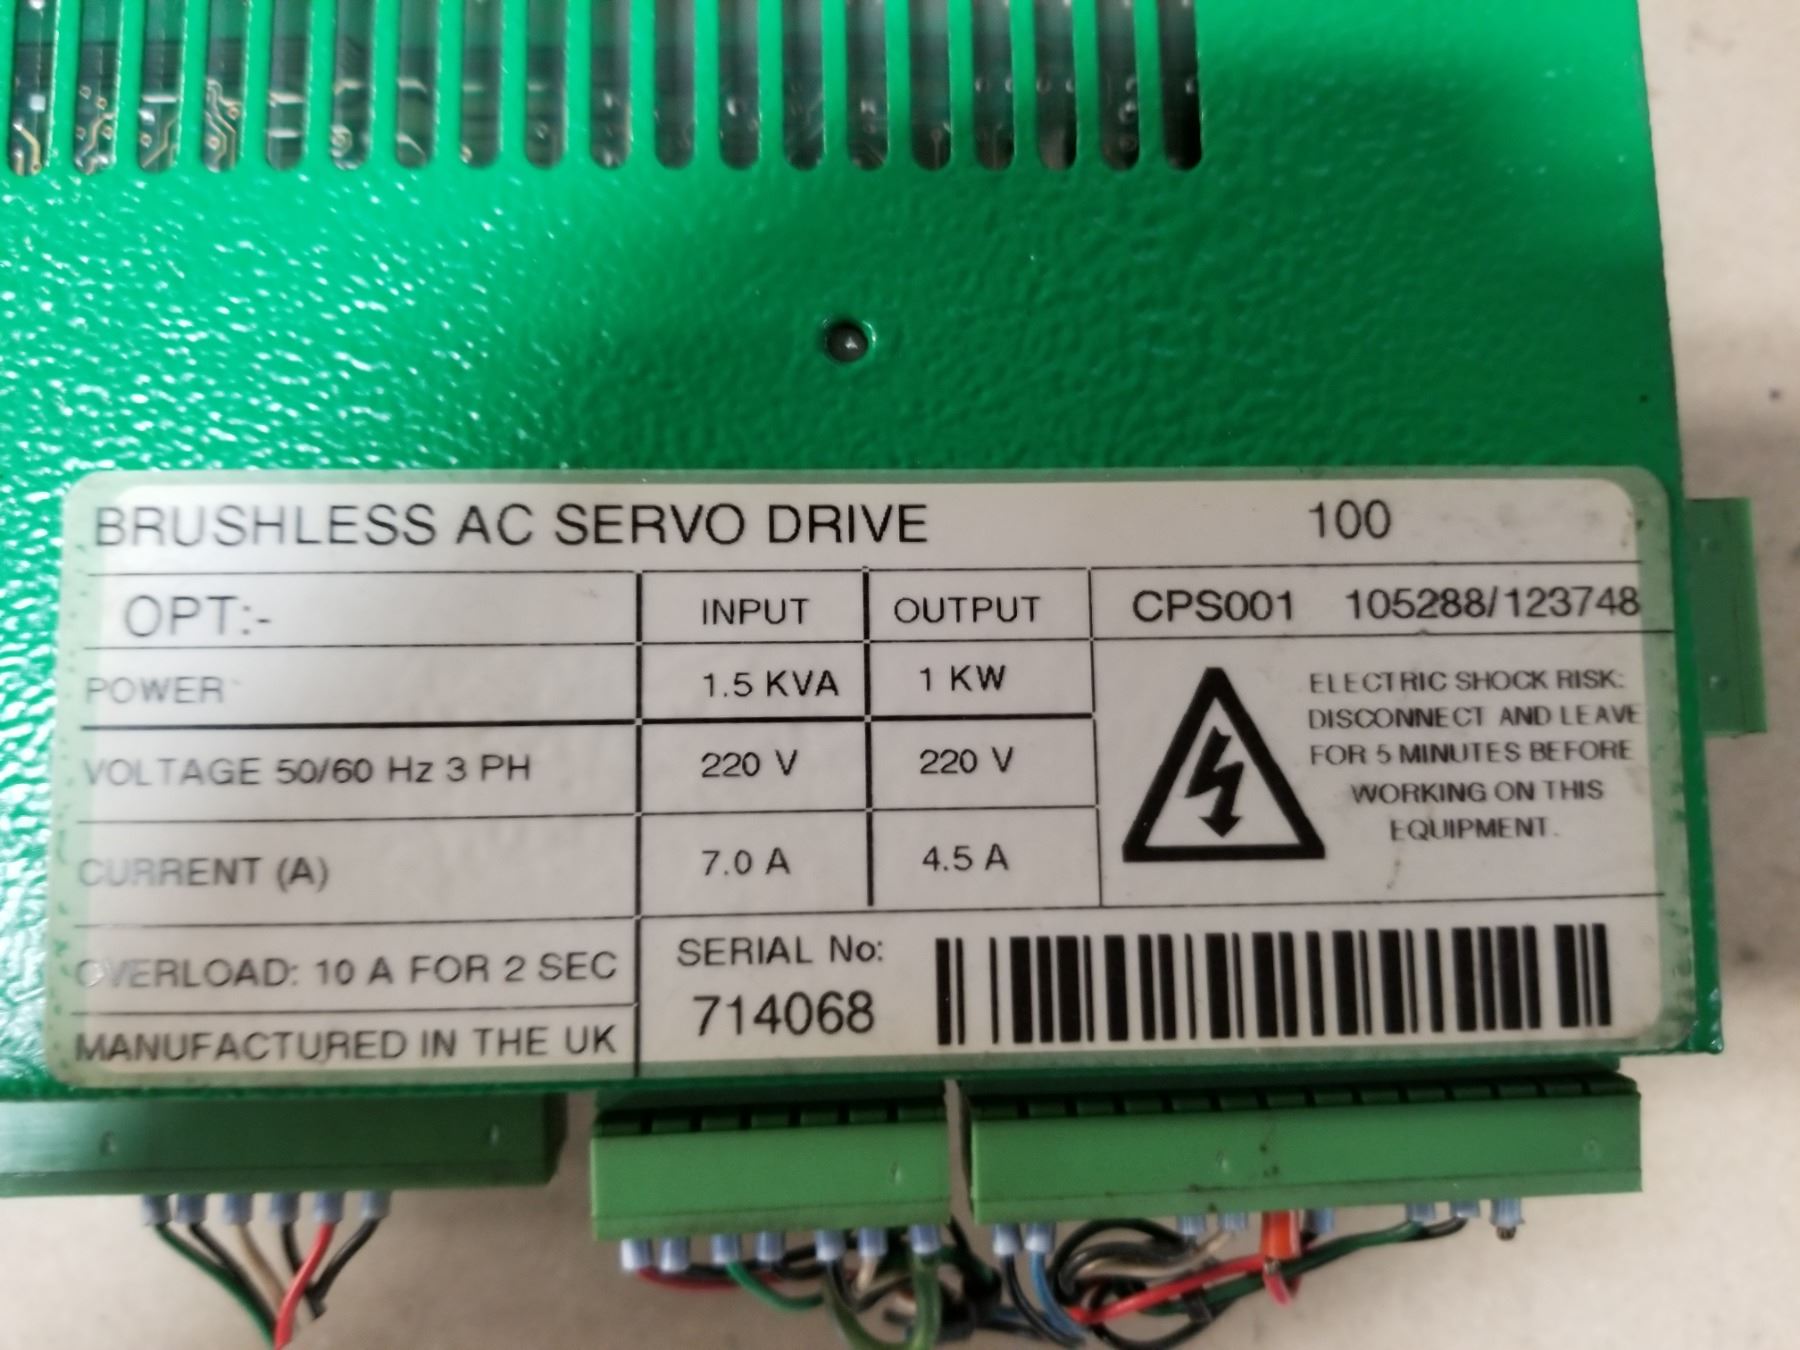 BRUSHLESS AC SERVO DRIVE 100
OPT:- INPUT OUTPUT CPS001 105288/123748
POWER 1.5 KVA 1 KW
VOLTAGE 50/60 Hz 3 PH 220 V 220 V
CURRENT (A) 7.0 A 4.5 A
ELECTRIC SHOCK RISK:
DISCONNECT AND LEAVE
FOR 5 MINUTES BEFORE
WORKING ON THIS
EQUIPMENT.
OVERLOAD: 10 A FOR 2 SEC
MANUFACTURED IN THE UK
SERIAL No:
714068